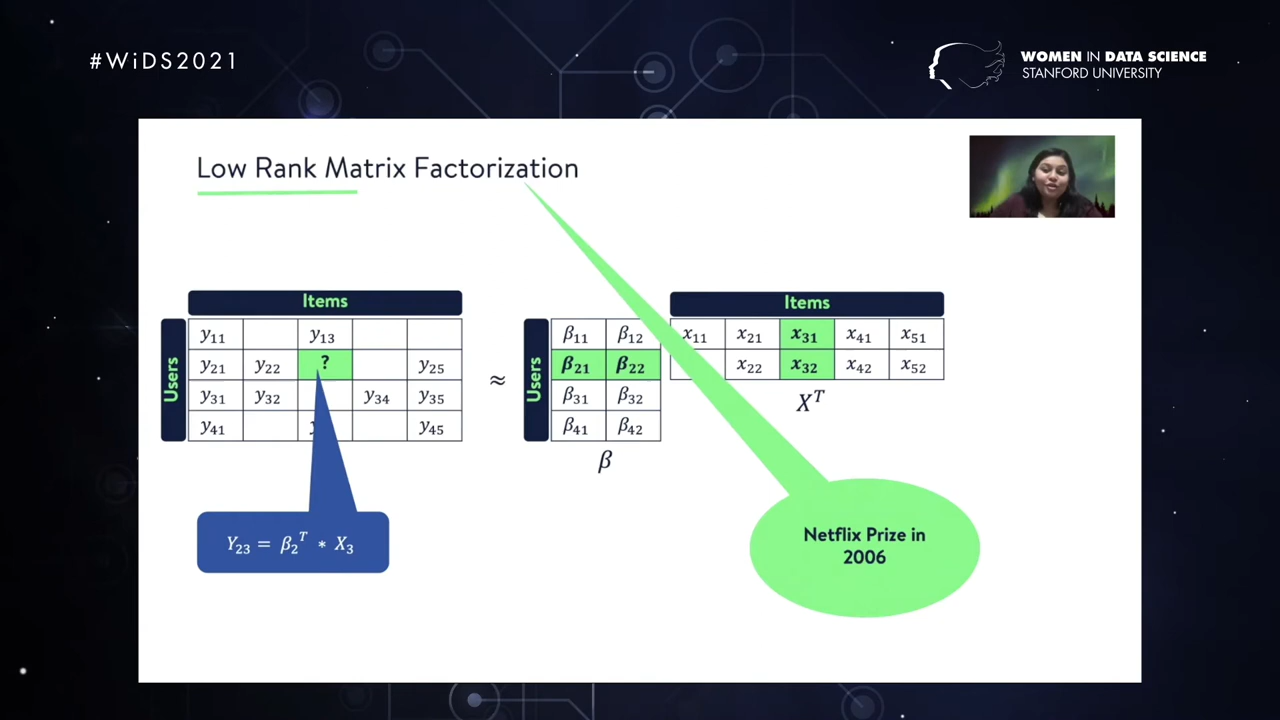 #WiDS2021
WOMEN IN DATA SCIENCE
STANFORD UNIVERSITY
Low Rank Matrix Factorization
Items
Users
y₁₁ y₁₃
y₂₁ y₂₂ ? y₂₅
y₃₁ y₃₂ y₃₄ y₃₅
y₄₁ y₄₅
≈
Users
β₁₁ β₁₂
β₂₁ β₂₂
β₃₁ β₃₂
β₄₁ β₄₂
β
Items
x₁₁ x₂₁ x₃₁ x₄₁ x₅₁
x₂₂ x₃₂ x₄₂ x₅₂
Xᵀ
Y₂₃ = β₂ᵀ * X₃
Netflix Prize in
2006